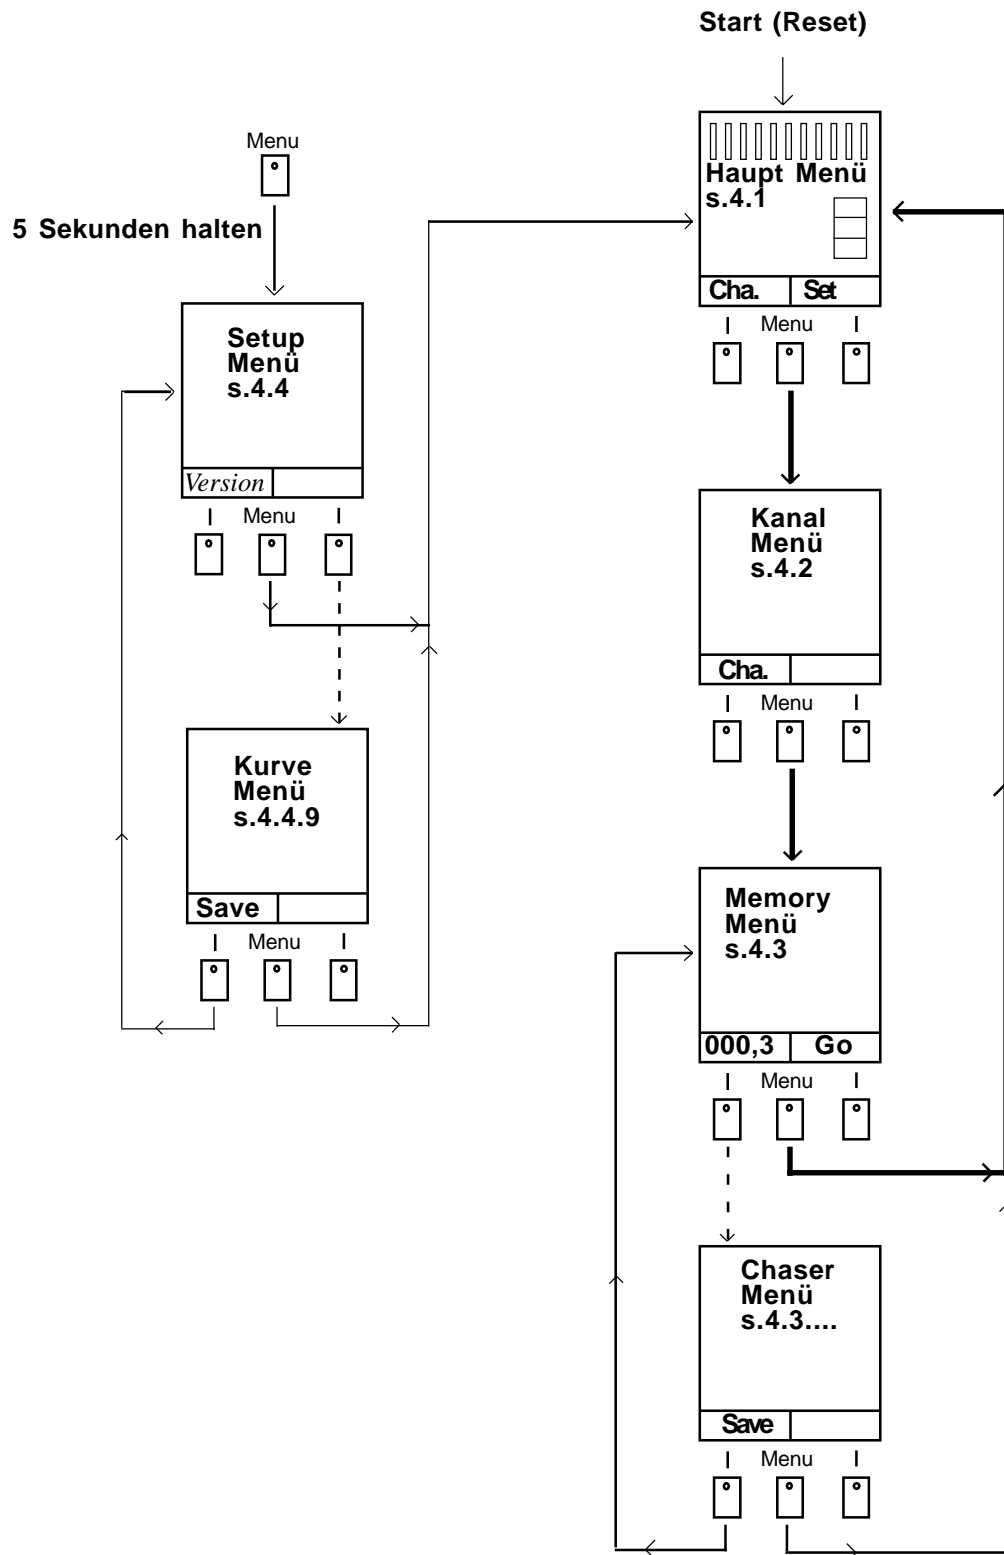 Start (Reset)
Menu
5 Sekunden halten
Haupt Menü
s.4.1
Cha. Set
Menu
Setup
Menü
s.4.4
Version
Menu
Kanal
Menü
s.4.2
Cha.
Menu
Kurve
Menü
s.4.4.9
Save
Menu
Memory
Menü
s.4.3
000,3 Go
Menu
Chaser
Menü
s.4.3....
Save
Menu